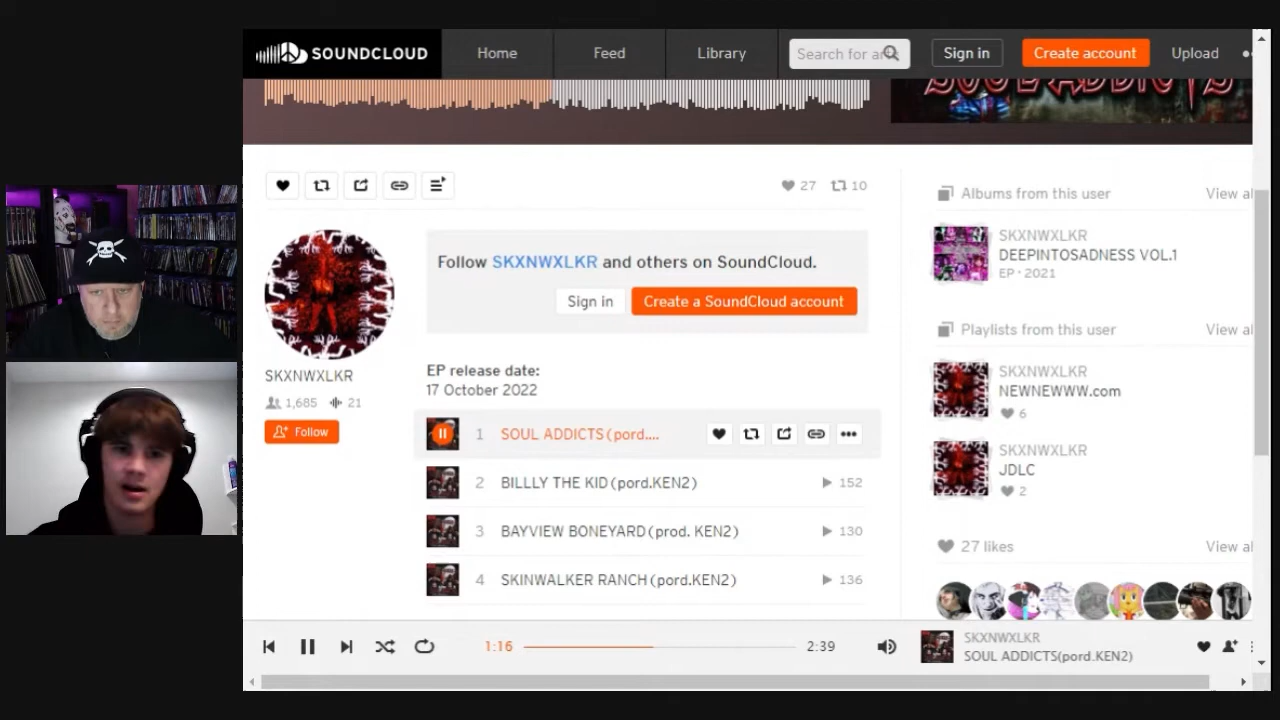 SOUNDCLOUD
Home
Feed
Library
Search for art
Sign in
Create account
Upload
SOUL ADDICTS
27
10
Follow SKXNWXLKR and others on SoundCloud.
Sign in
Create a SoundCloud account
SKXNWXLKR
1,685
21
Follow
EP release date:
17 October 2022
1 SOUL ADDICTS(pord....
2 BILLLY THE KID(pord.KEN2) 152
3 BAYVIEW BONEYARD(prod. KEN2) 130
4 SKINWALKER RANCH(pord.KEN2) 136
Albums from this user
View al
SKXNWXLKR
DEEPINTOSADNESS VOL.1
EP · 2021
Playlists from this user
View al
SKXNWXLKR
NEWNEWWW.com
6
SKXNWXLKR
JDLC
2
27 likes
View al
1:16
2:39
SKXNWXLKR
SOUL ADDICTS(pord.KEN2)